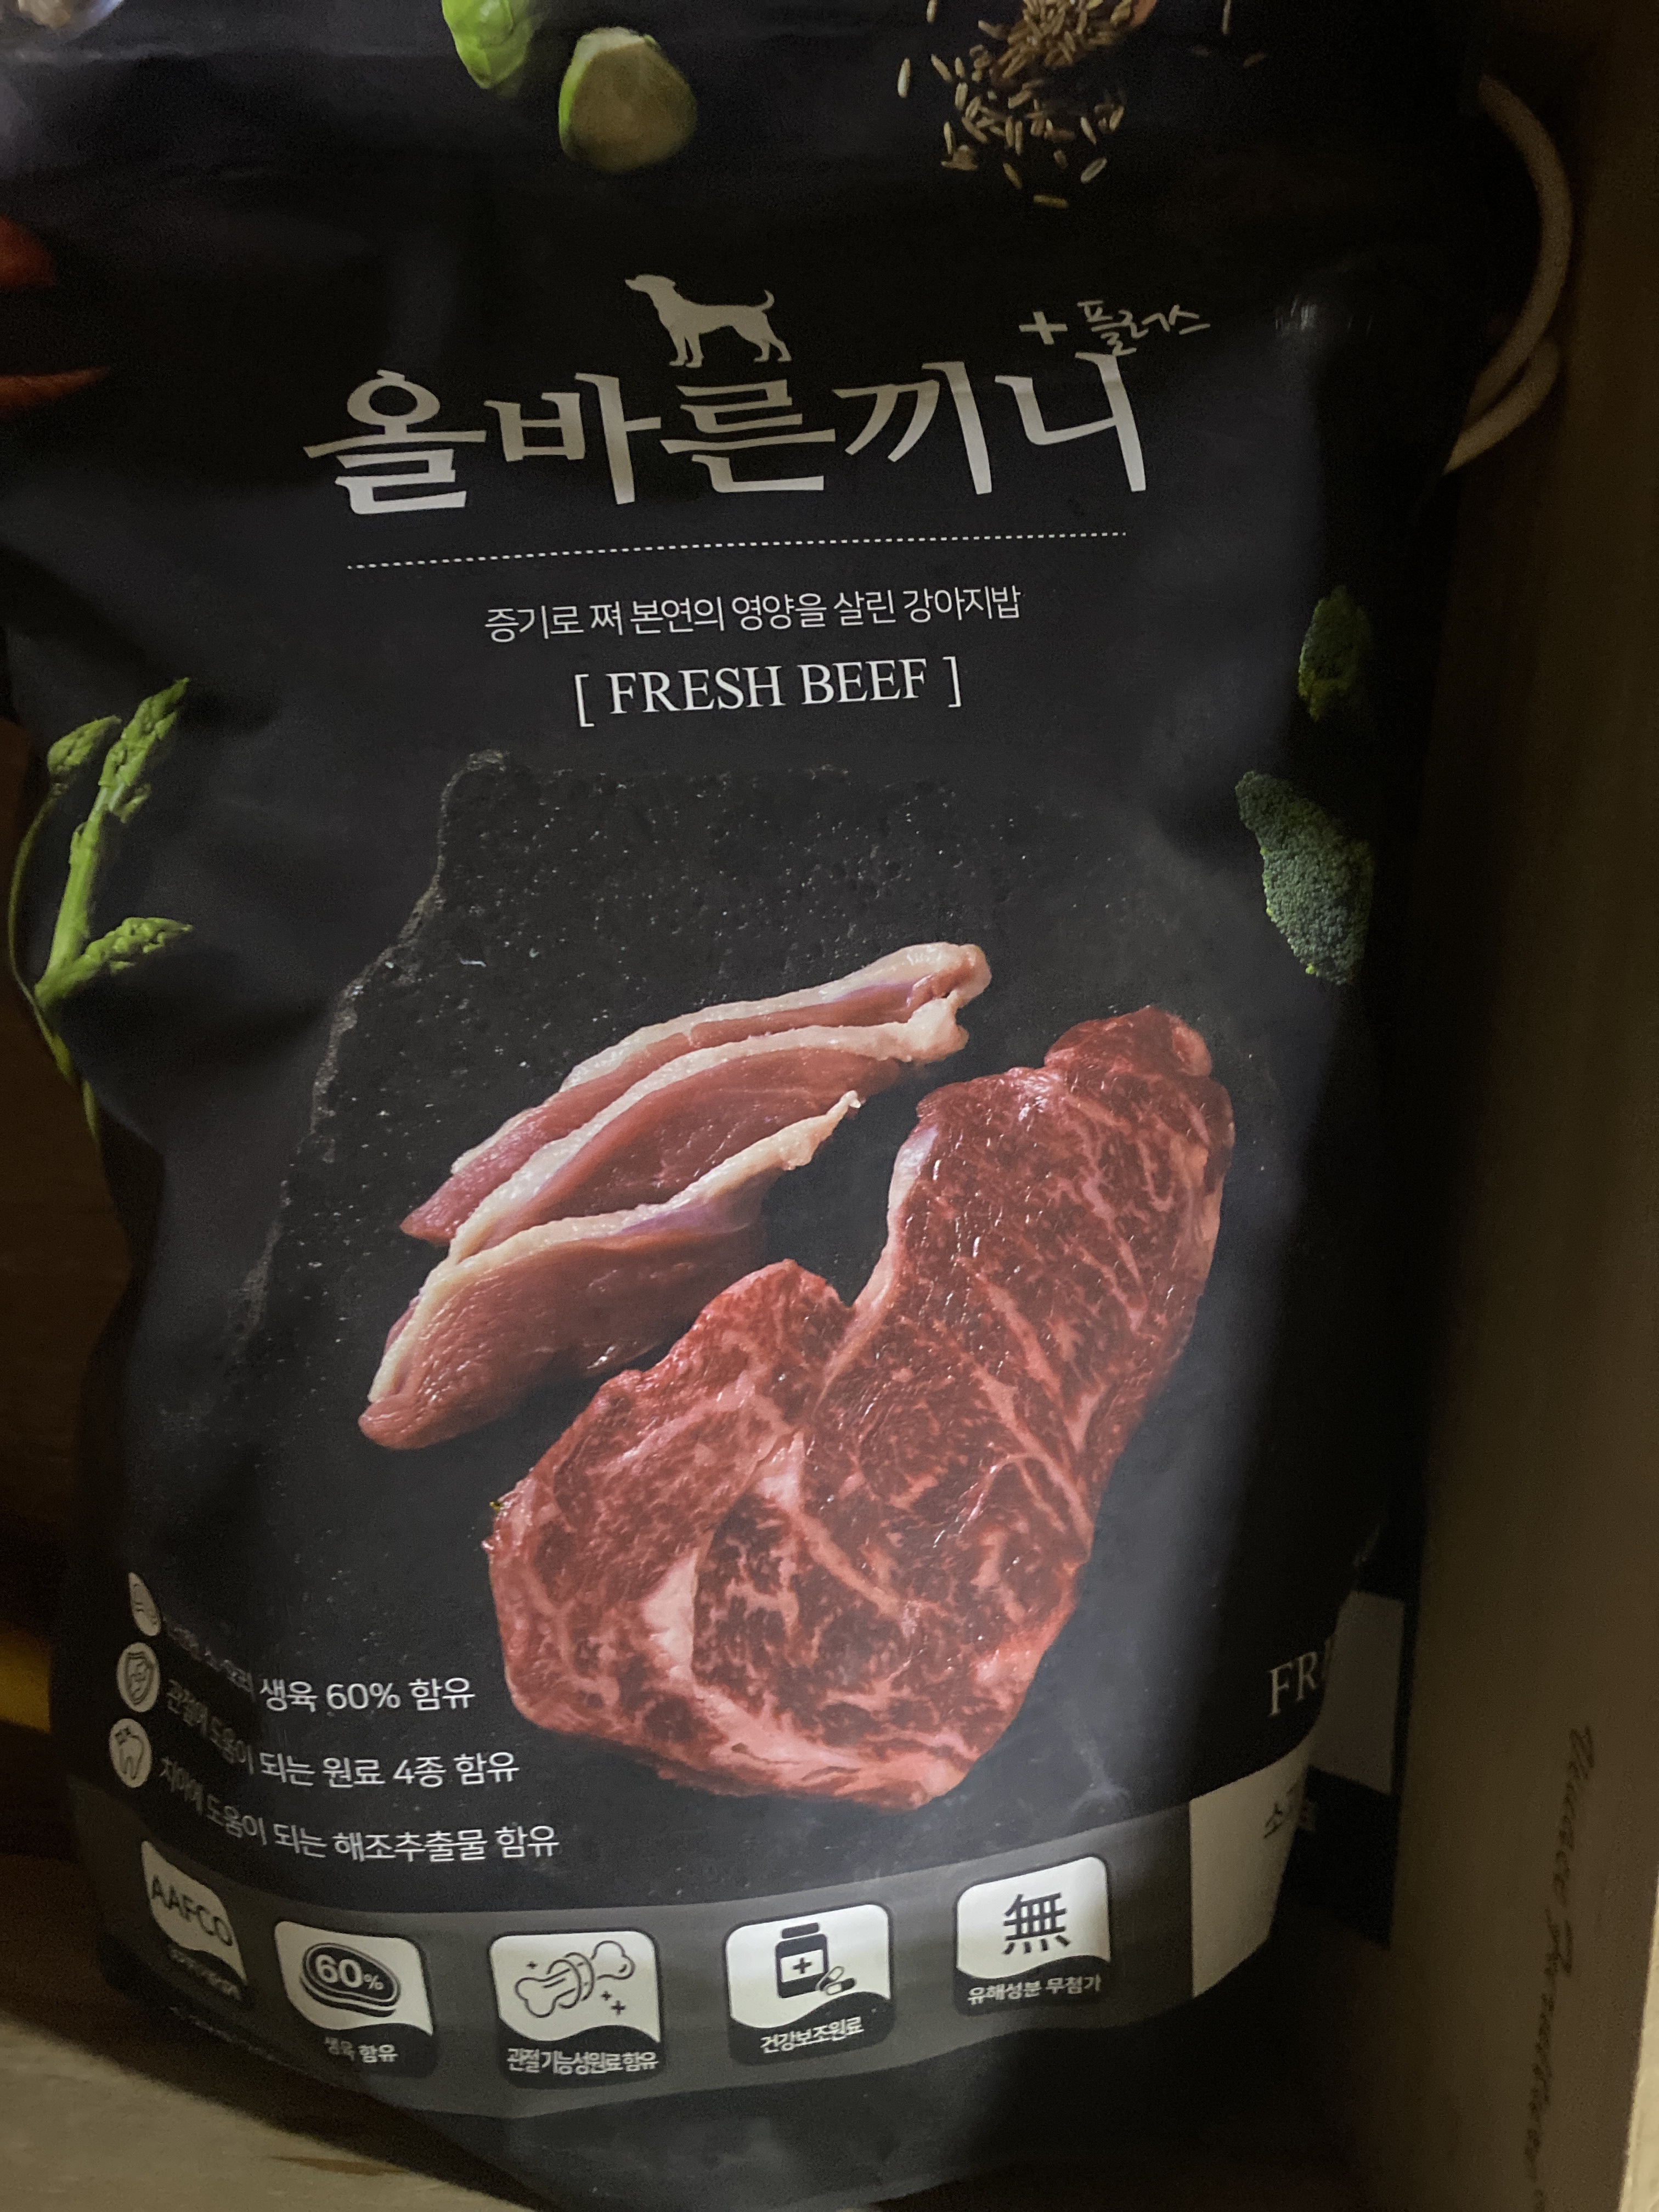 +플러스
올바른끼니
증기로 쪄 본연의 영양을 살린 강아지밥
[ FRESH BEEF ]
생육 60% 함유
관절에 도움이 되는 원료 4종 함유
치아에 도움이 되는 해조추출물 함유
AAFCO
60%
생육 함유
관절 기능성원료 함유
건강보조원료
無
유해성분 무첨가